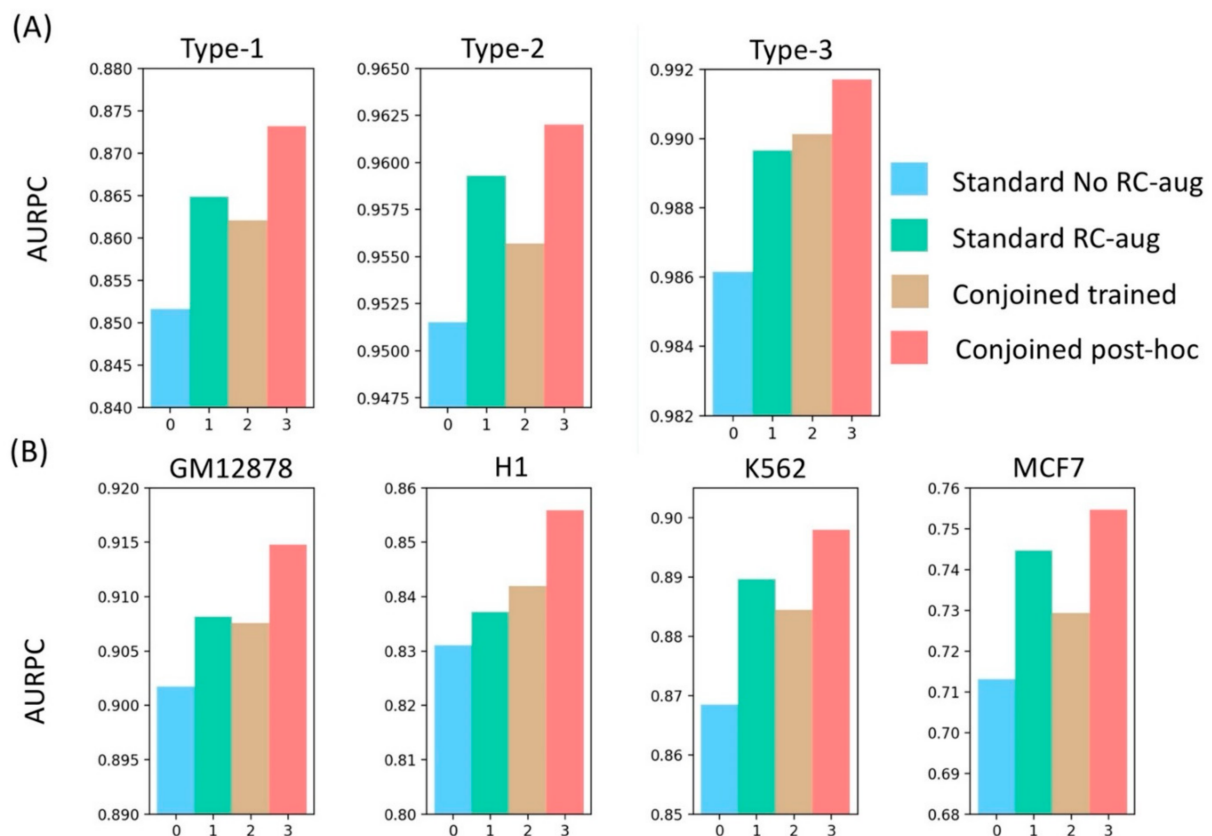 (A)
Type-1
Type-2
Type-3
AURPC
0.880
0.875
0.870
0.865
0.860
0.855
0.850
0.845
0.840
0 1 2 3
0.9650
0.9625
0.9600
0.9575
0.9550
0.9525
0.9500
0.9475
0 1 2 3
0.992
0.990
0.988
0.986
0.984
0.982
0 1 2 3
Standard No RC-aug
Standard RC-aug
Conjoined trained
Conjoined post-hoc
(B)
GM12878
H1
K562
MCF7
AURPC
0.920
0.915
0.910
0.905
0.900
0.895
0.890
0 1 2 3
0.86
0.85
0.84
0.83
0.82
0.81
0.80
0 1 2 3
0.90
0.89
0.88
0.87
0.86
0.85
0 1 2 3
0.76
0.75
0.74
0.73
0.72
0.71
0.70
0.69
0.68
0 1 2 3